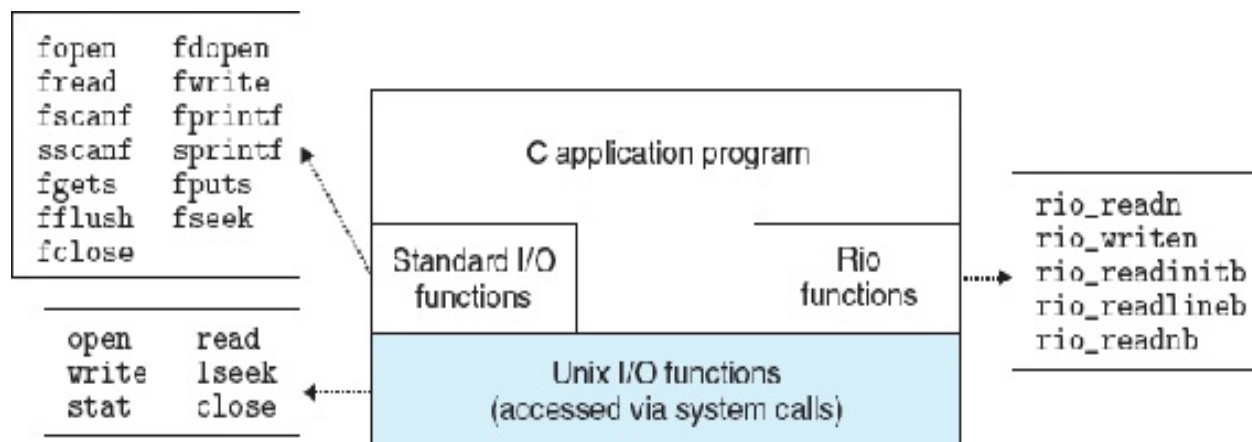 fopen fdopen
fread fwrite
fscanf fprintf
sscanf sprintf
fgets fputs
fflush fseek
fclose
C application program
Standard I/O
functions
Rio
functions
rio_readn
rio_writen
rio_readinitb
rio_readlineb
rio_readnb
open read
write lseek
stat close
Unix I/O functions
(accessed via system calls)